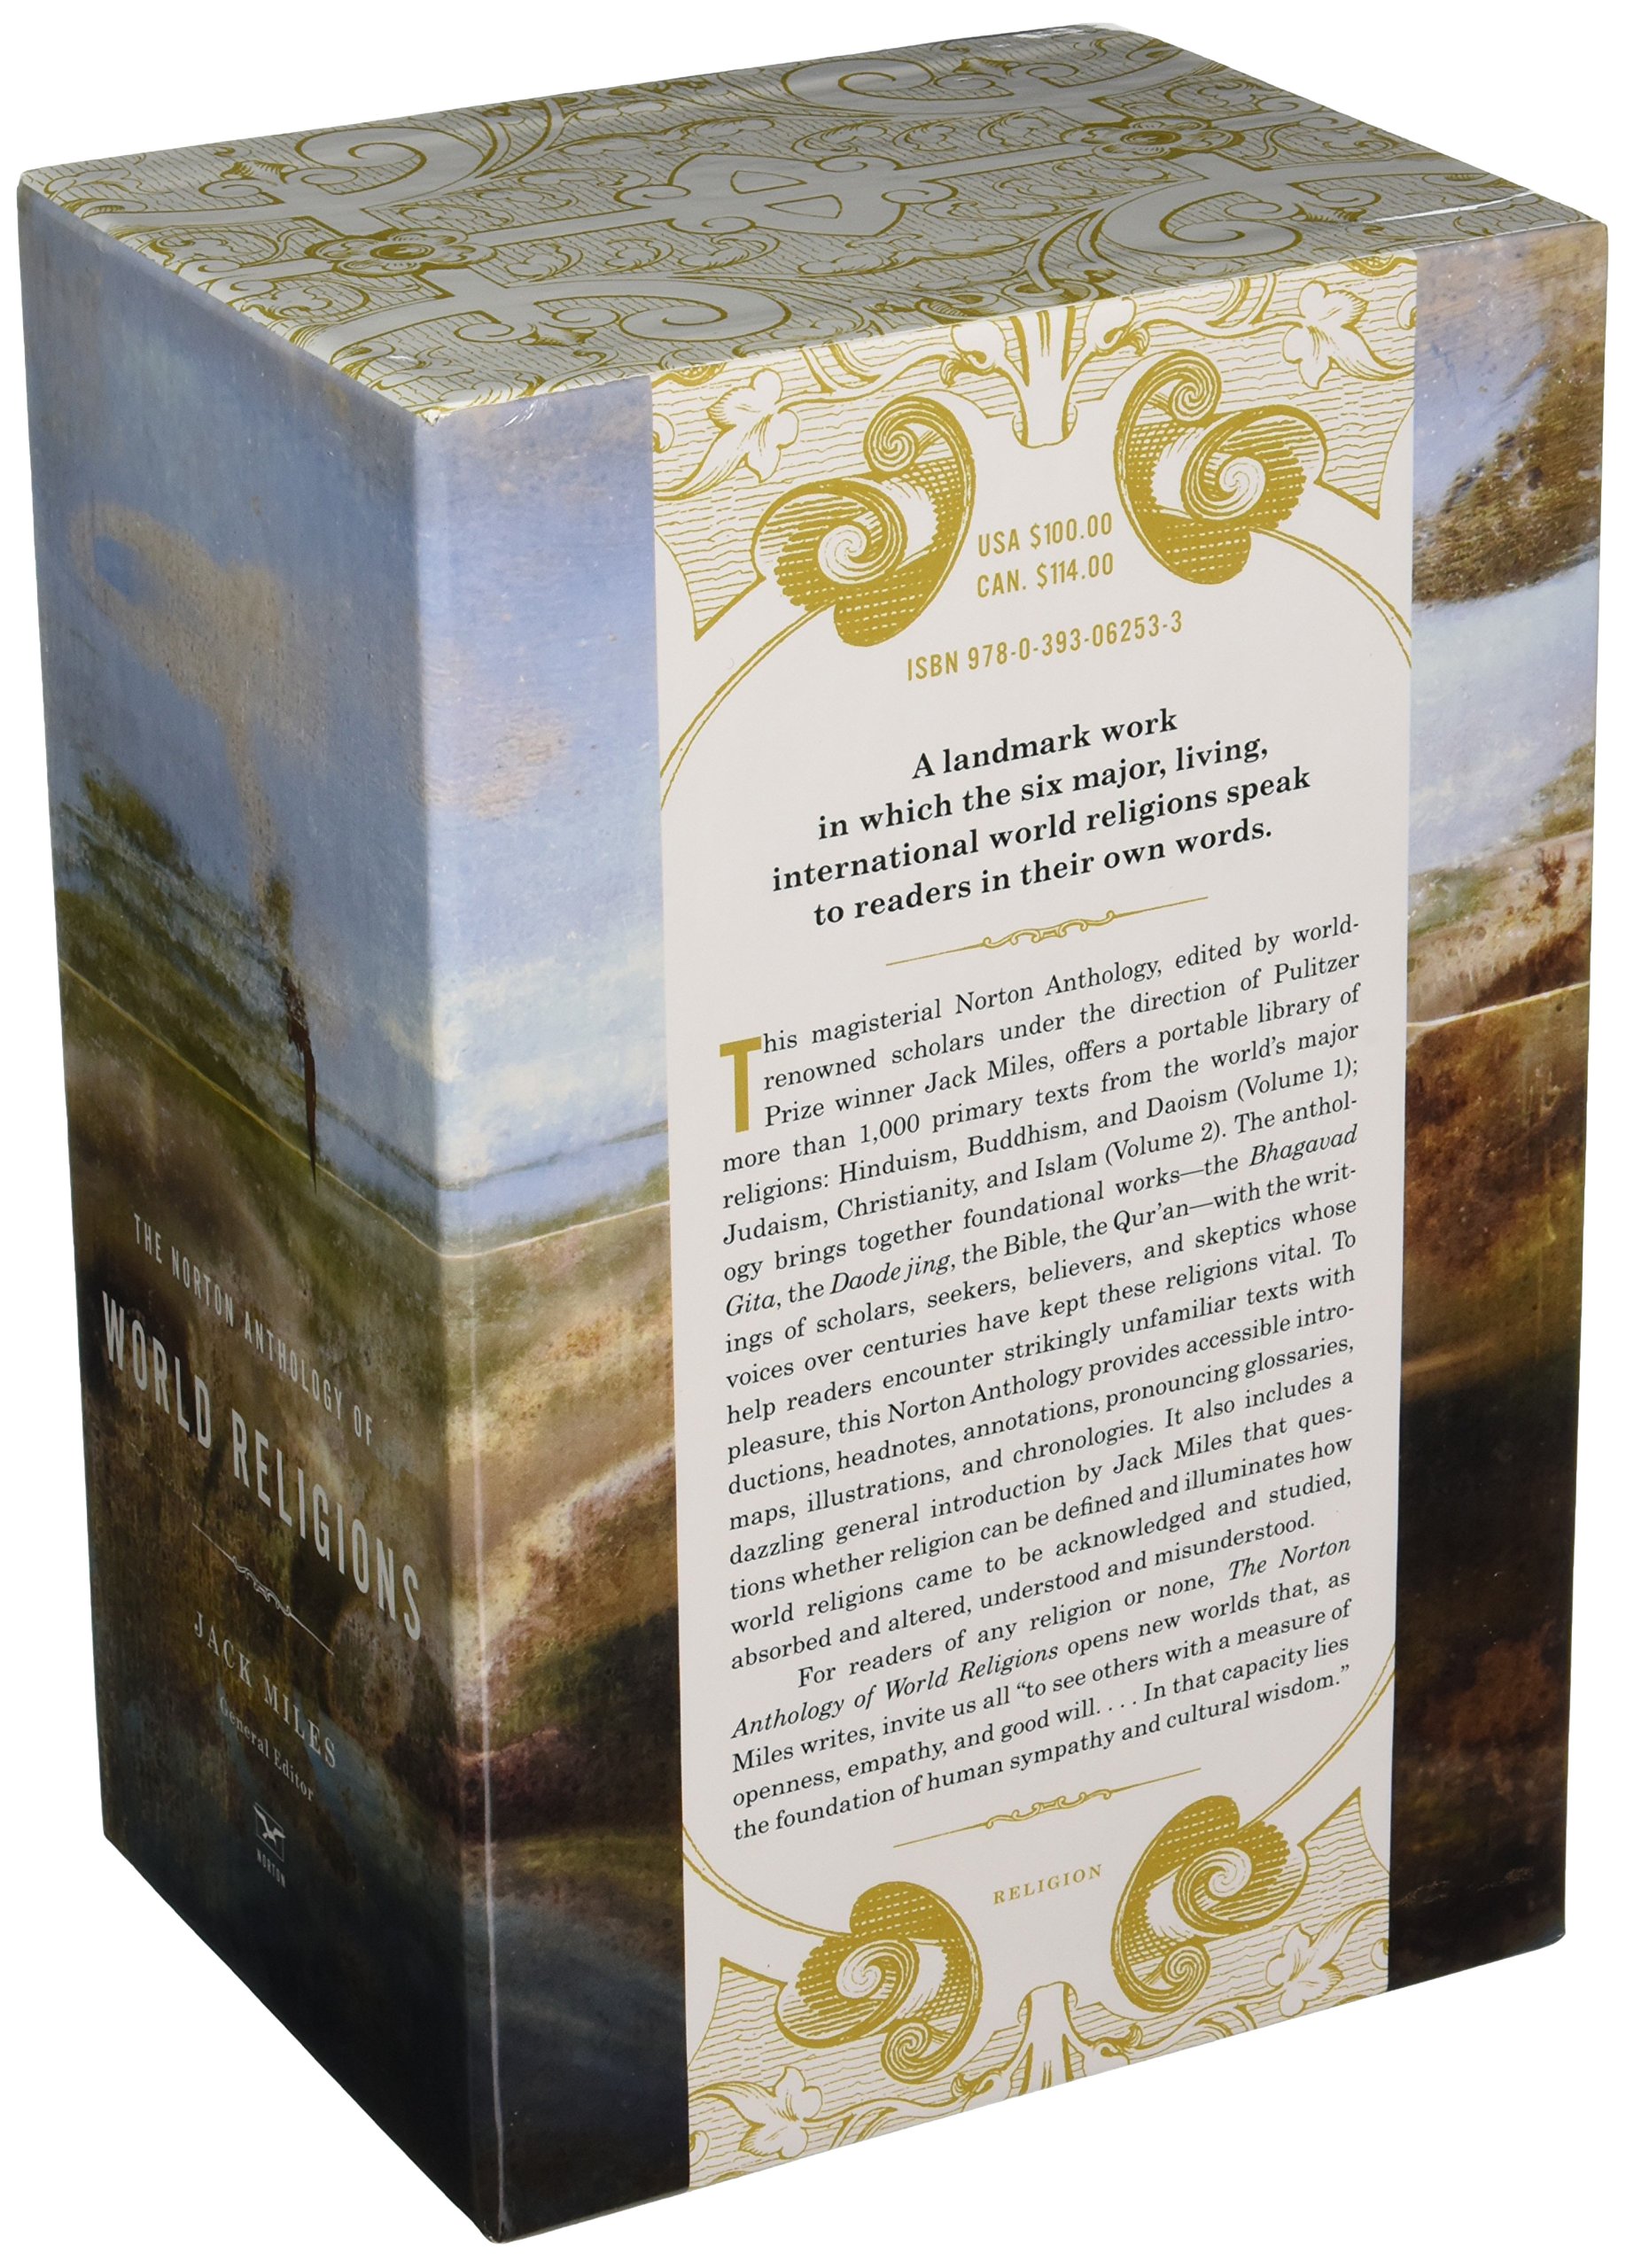 THE NORTON ANTHOLOGY OF
WORLD RELIGIONS
JACK MILES
General Editor
NORTON
USA $100.00
CAN. $114.00
ISBN 978-0-393-06253-3
A landmark work
in which the six major, living,
international world religions speak
to readers in their own words.
This magisterial Norton Anthology, edited by world-
renowned scholars under the direction of Pulitzer
Prize winner Jack Miles, offers a portable library of
more than 1,000 primary texts from the world's major
religions: Hinduism, Buddhism, and Daoism (Volume 1);
Judaism, Christianity, and Islam (Volume 2). The anthol-
ogy brings together foundational works—the Bhagavad
Gita, the Daode jing, the Bible, the Qur'an—with the writ-
ings of scholars, seekers, believers, and skeptics whose
voices over centuries have kept these religions vital. To
help readers encounter strikingly unfamiliar texts with
pleasure, this Norton Anthology provides accessible intro-
ductions, headnotes, annotations, pronouncing glossaries,
maps, illustrations, and chronologies. It also includes a
dazzling general introduction by Jack Miles that ques-
tions whether religion can be defined and illuminates how
world religions came to be acknowledged and studied,
absorbed and altered, understood and misunderstood.
For readers of any religion or none, The Norton
Anthology of World Religions opens new worlds that, as
Miles writes, invite us all “to see others with a measure of
openness, empathy, and good will. . . . In that capacity lies
the foundation of human sympathy and cultural wisdom.”
RELIGION